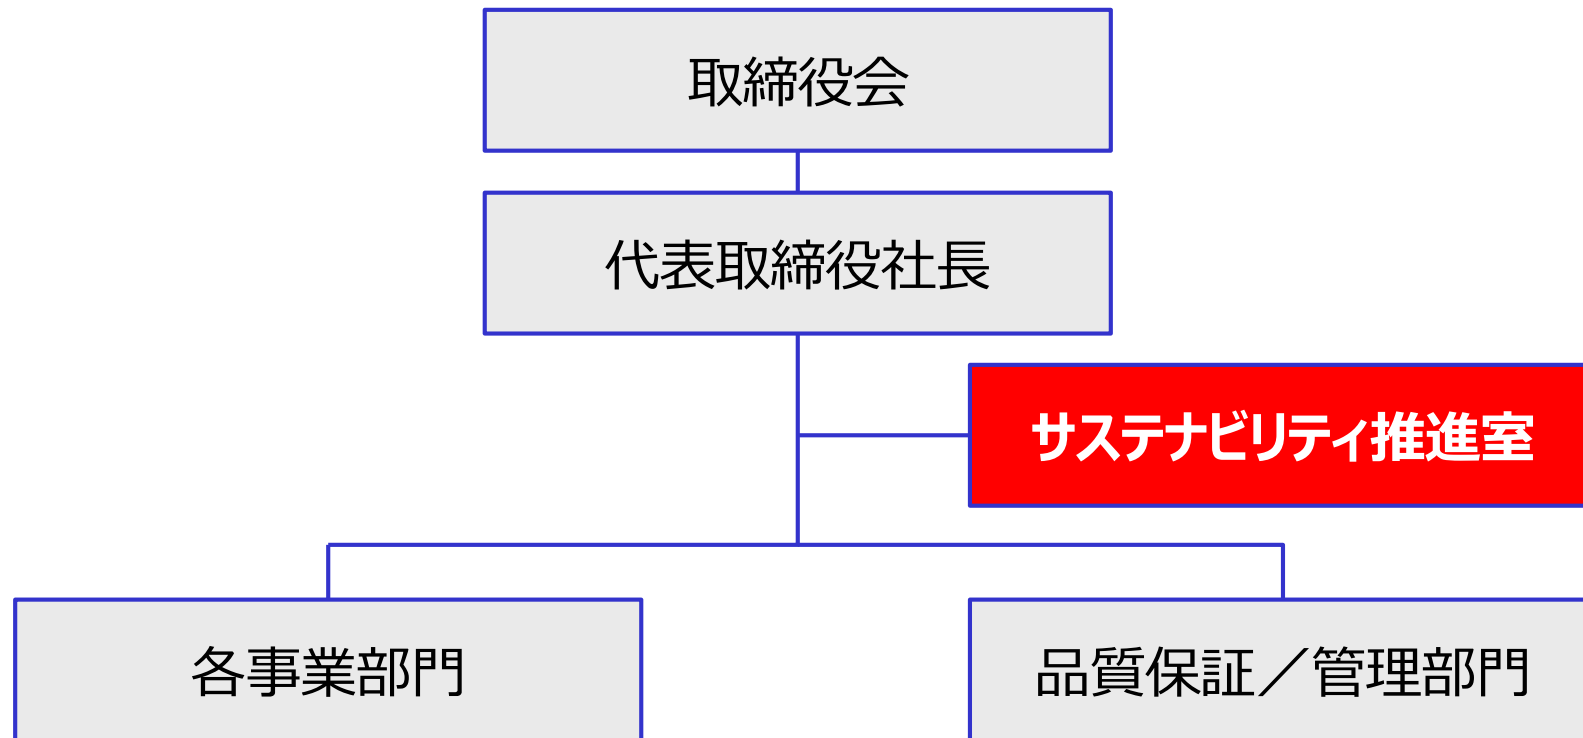 取締役会
代表取締役社長
サステナビリティ推進室
各事業部門
品質保証／管理部門